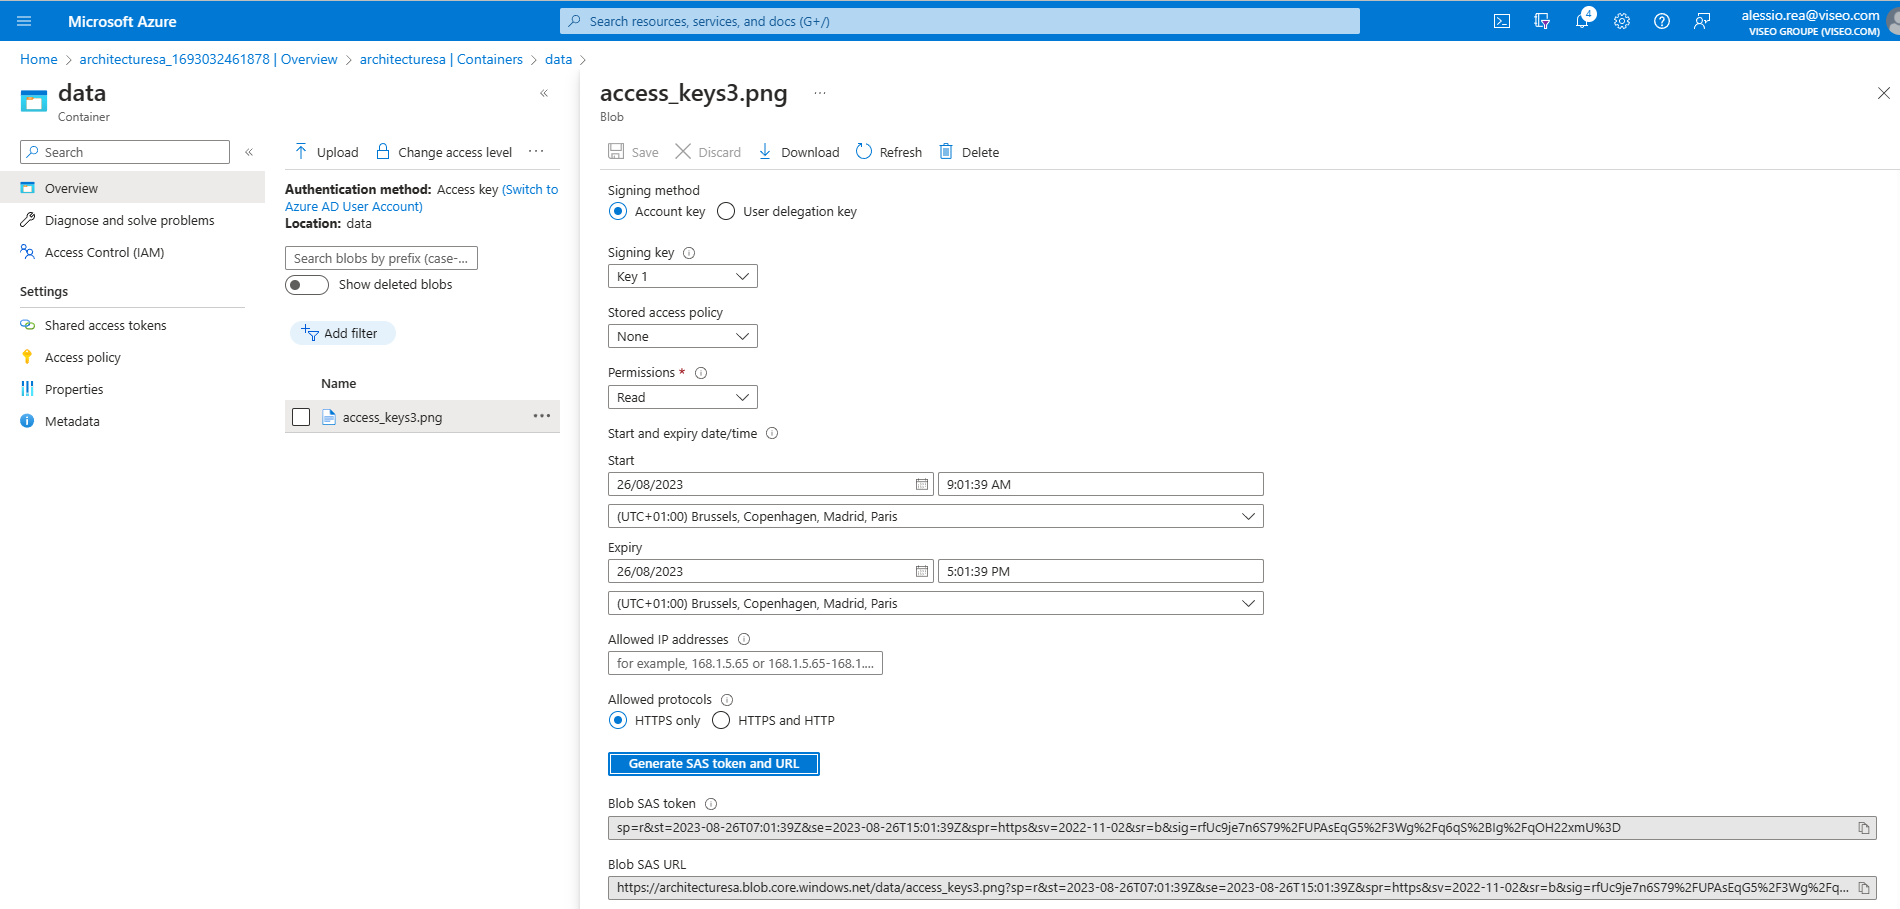 Microsoft Azure
Search resources, services, and docs (G+/)
4
alessio.rea@viseo.com
VISEO GROUPE (VISEO.COM)
Home > architecturesa_1693032461878 | Overview > architecturesa | Containers > data >
data
Container
Search
Overview
Diagnose and solve problems
Access Control (IAM)
Settings
Shared access tokens
Access policy
Properties
Metadata
Upload
Change access level
Authentication method: Access key (Switch to
Azure AD User Account)
Location: data
Search blobs by prefix (case-...
Show deleted blobs
Add filter
Name
access_keys3.png
access_keys3.png
Blob
Save
Discard
Download
Refresh
Delete
Signing method
Account key
User delegation key
Signing key
Key 1
Stored access policy
None
Permissions *
Read
Start and expiry date/time
Start
26/08/2023
9:01:39 AM
(UTC+01:00) Brussels, Copenhagen, Madrid, Paris
Expiry
26/08/2023
5:01:39 PM
(UTC+01:00) Brussels, Copenhagen, Madrid, Paris
Allowed IP addresses
for example, 168.1.5.65 or 168.1.5.65-168.1....
Allowed protocols
HTTPS only
HTTPS and HTTP
Generate SAS token and URL
Blob SAS token
sp=r&st=2023-08-26T07:01:39Z&se=2023-08-26T15:01:39Z&spr=https&sv=2022-11-02&sr=b&sig=rfUc9je7n6S79%2FUPAsEqG5%2F3Wg%2Fq6qS%2BIg%2FqOH22xmU%3D
Blob SAS URL
https://architecturesa.blob.core.windows.net/data/access_keys3.png?sp=r&st=2023-08-26T07:01:39Z&se=2023-08-26T15:01:39Z&spr=https&sv=2022-11-02&sr=b&sig=rfUc9je7n6S79%2FUPAsEqG5%2F3Wg%2Fq...